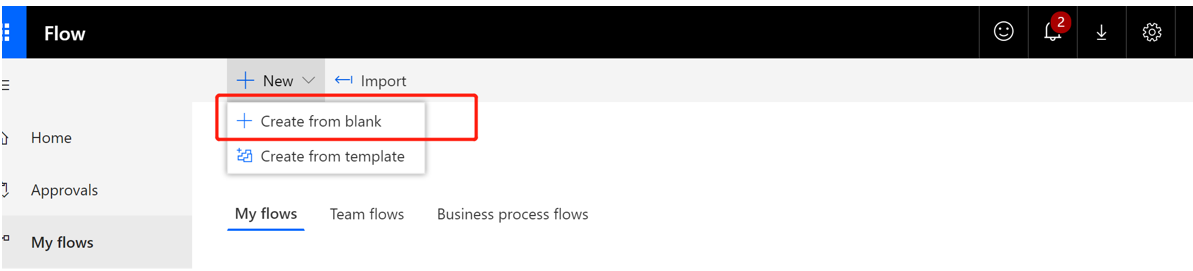 Flow
2
New Import
Create from blank
Home
Create from template
Approvals
My flows Team flows Business process flows
My flows